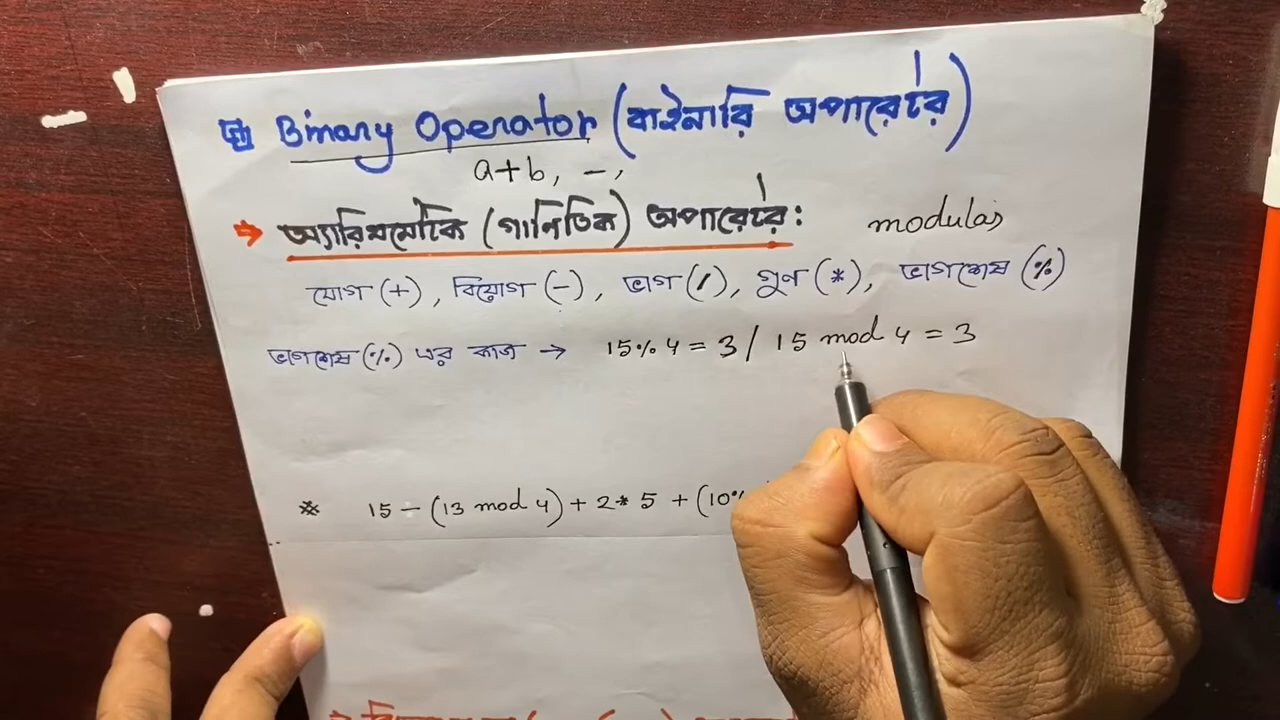 Binary Operator (বাইনারি অপারেটর)
a+b, -,
অ্যারিথমেটিক (গানিতিক) অপারেটর:
modulas
যোগ (+), বিয়োগ (-), ভাগ (/), গুন (*), ভাগশেষ (%)
ভাগশেষ (%) এর কাজ → 15% 4 = 3 / 15 mod 4 = 3
* 15 - (13 mod 4) + 2* 5 + (10%